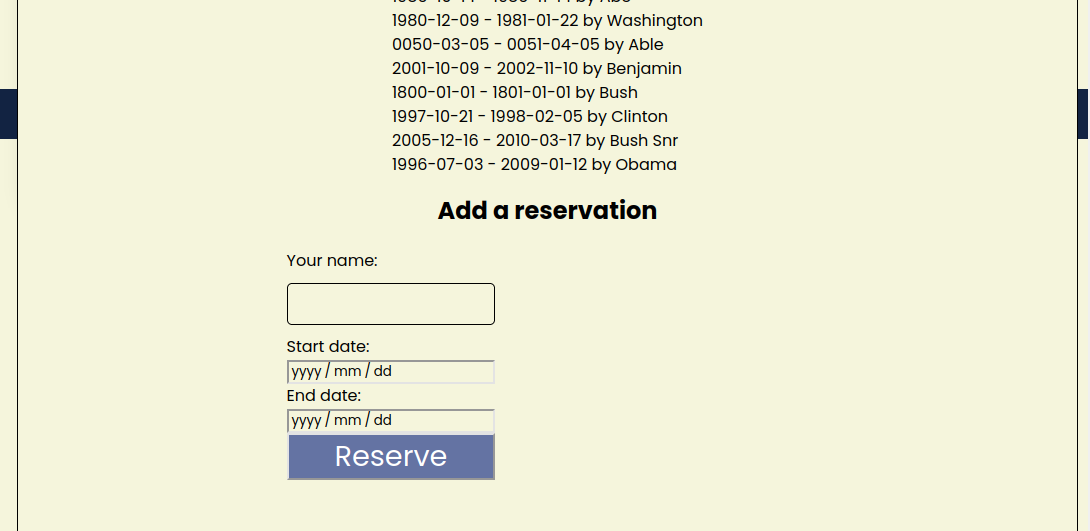 1980-12-09 - 1981-01-22 by Washington
0050-03-05 - 0051-04-05 by Able
2001-10-09 - 2002-11-10 by Benjamin
1800-01-01 - 1801-01-01 by Bush
1997-10-21 - 1998-02-05 by Clinton
2005-12-16 - 2010-03-17 by Bush Snr
1996-07-03 - 2009-01-12 by Obama
Add a reservation
Your name:
Start date:
yyyy / mm / dd
End date:
yyyy / mm / dd
Reserve